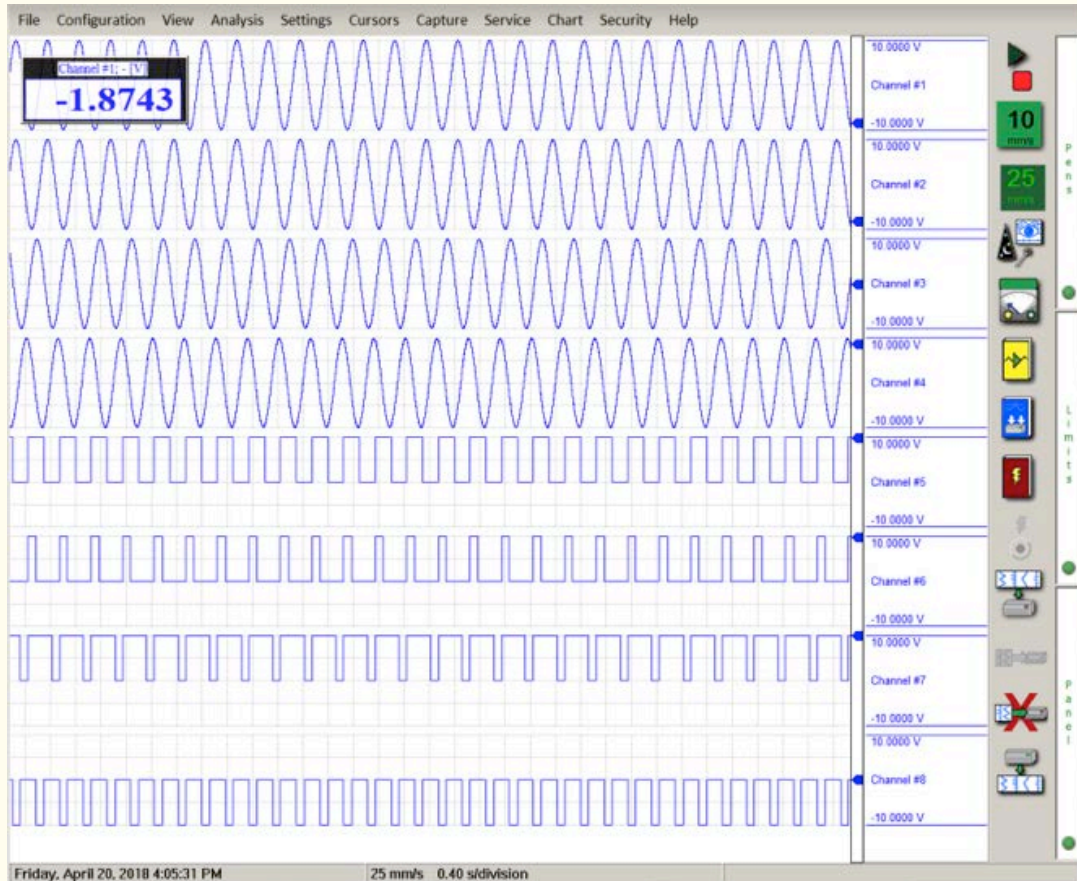 File Configuration View Analysis Settings Cursors Capture Service Chart Security Help
Channel #1; - [V]
-1.8743
10.0000 V
Channel #1
-10.0000 V
10.0000 V
Channel #2
-10.0000 V
10.0000 V
Channel #3
-10.0000 V
10.0000 V
Channel #4
-10.0000 V
10.0000 V
Channel #5
-10.0000 V
10.0000 V
Channel #6
-10.0000 V
10.0000 V
Channel #7
-10.0000 V
10.0000 V
Channel #8
-10.0000 V
10
mm/s
25
mm/s
Pens
Limits
Panel
Friday, April 20, 2018 4:05:31 PM
25 mm/s 0.40 s/division